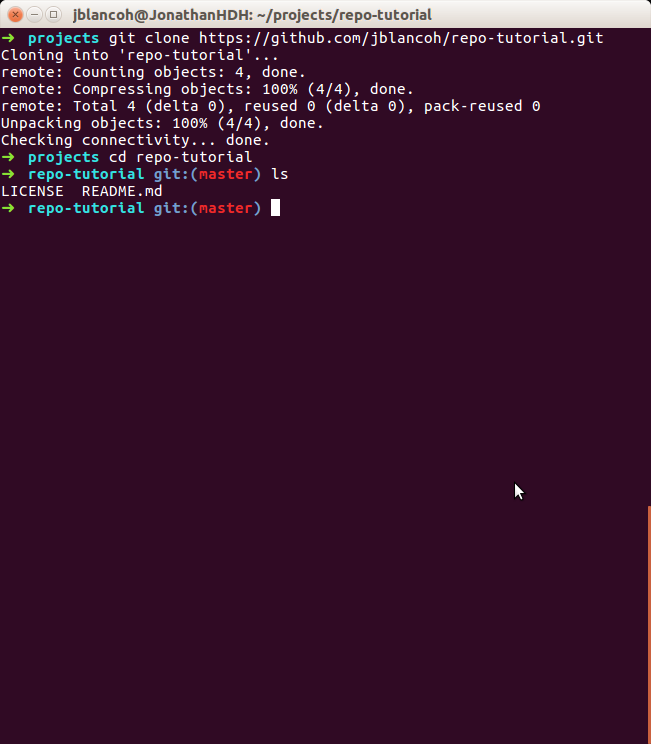 jblancoh@JonathanHDH: ~/projects/repo-tutorial
➜  projects git clone https://github.com/jblancoh/repo-tutorial.git
Cloning into 'repo-tutorial'...
remote: Counting objects: 4, done.
remote: Compressing objects: 100% (4/4), done.
remote: Total 4 (delta 0), reused 0 (delta 0), pack-reused 0
Unpacking objects: 100% (4/4), done.
Checking connectivity... done.
➜  projects cd repo-tutorial
➜  repo-tutorial git:(master) ls
LICENSE  README.md
➜  repo-tutorial git:(master)